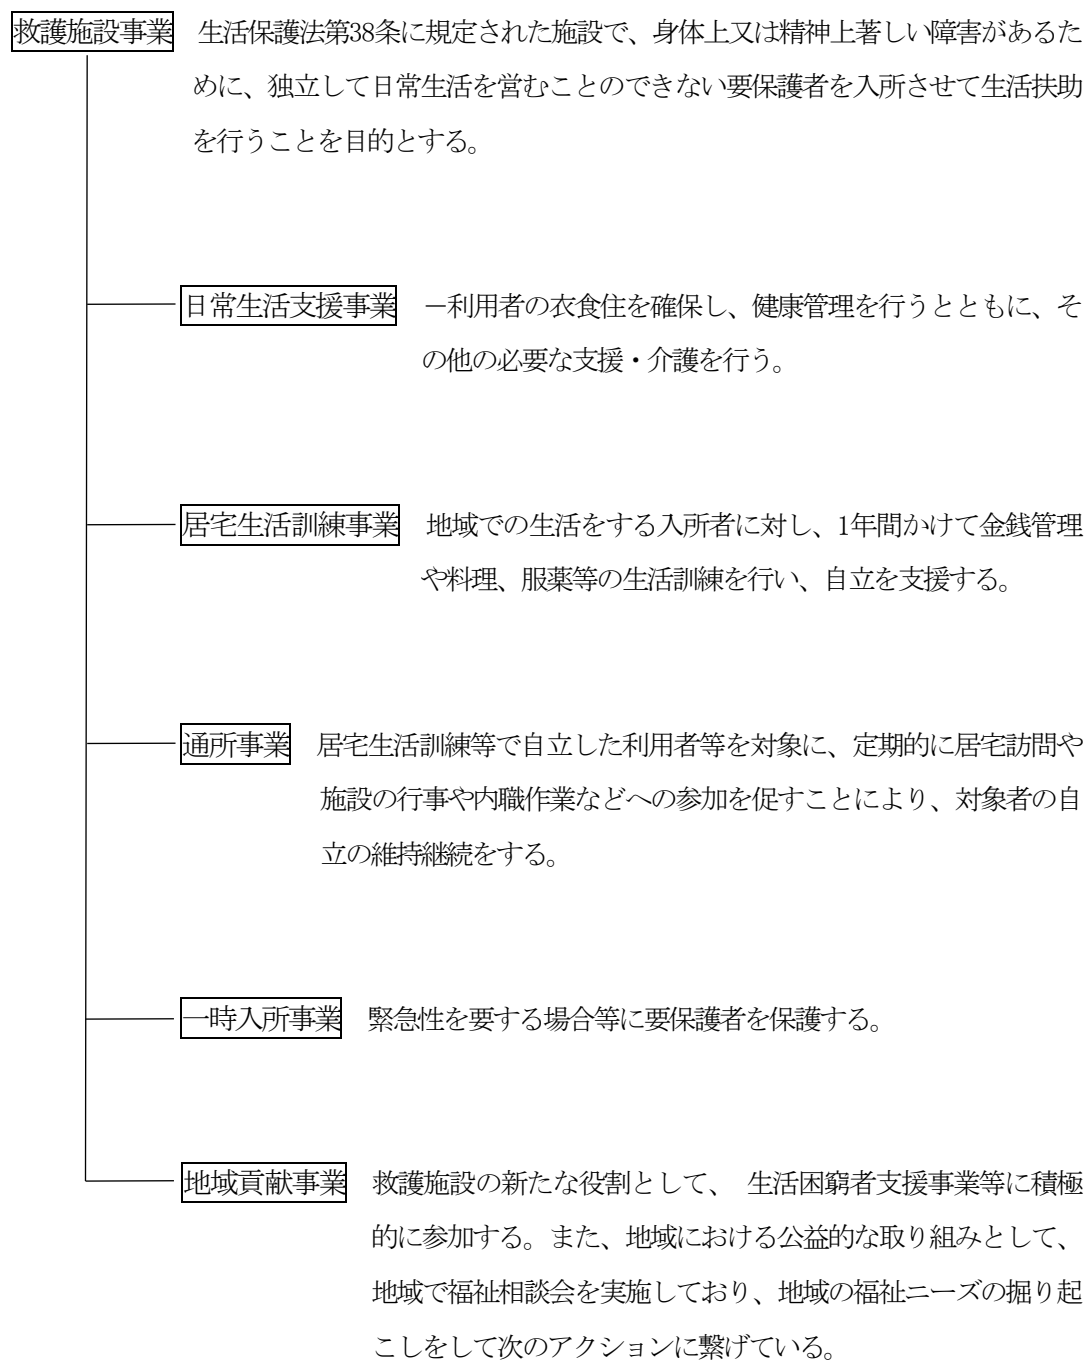 救護施設事業 生活保護法第38条に規定された施設で、身体上又は精神上著しい障害があるた
めに、独立して日常生活を営むことのできない要保護者を入所させて生活扶助
を行うことを目的とする。
日常生活支援事業 －利用者の衣食住を確保し、健康管理を行うとともに、そ
の他の必要な支援・介護を行う。
居宅生活訓練事業 地域での生活をする入所者に対し、1年間かけて金銭管理
や料理、服薬等の生活訓練を行い、自立を支援する。
通所事業 居宅生活訓練等で自立した利用者等を対象に、定期的に居宅訪問や
施設の行事や内職作業などへの参加を促すことにより、対象者の自
立の維持継続をする。
一時入所事業 緊急性を要する場合等に要保護者を保護する。
地域貢献事業 救護施設の新たな役割として、 生活困窮者支援事業等に積極
的に参加する。また、地域における公益的な取り組みとして、
地域で福祉相談会を実施しており、地域の福祉ニーズの掘り起
こしをして次のアクションに繋げている。